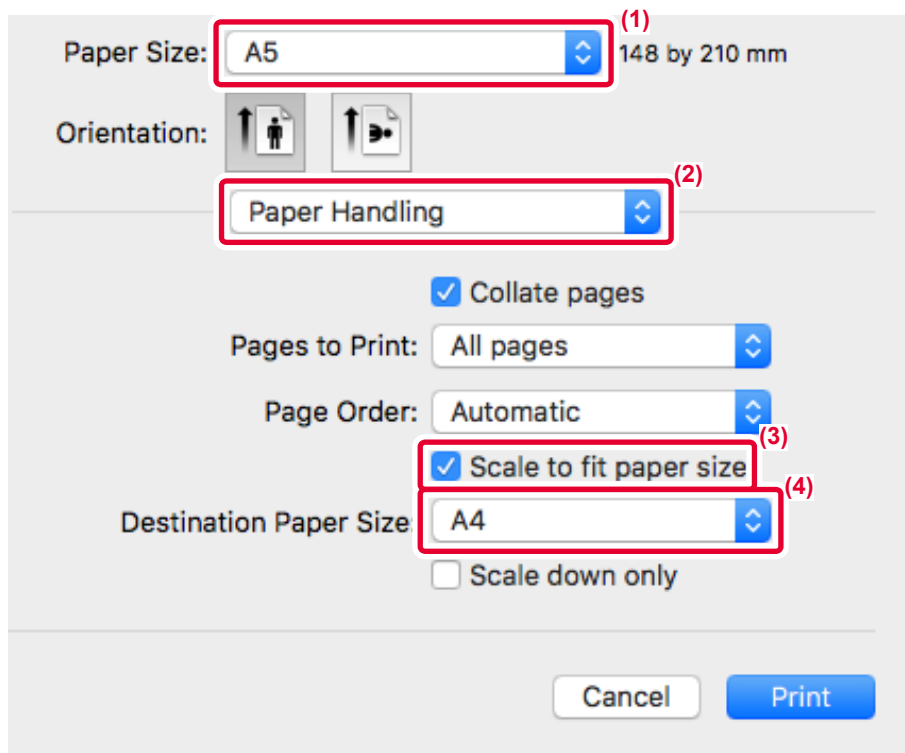 (1)
Paper Size: A5 148 by 210 mm
Orientation:
(2)
Paper Handling
Collate pages
Pages to Print: All pages
Page Order: Automatic
(3)
Scale to fit paper size
(4)
Destination Paper Size: A4
Scale down only
Cancel Print